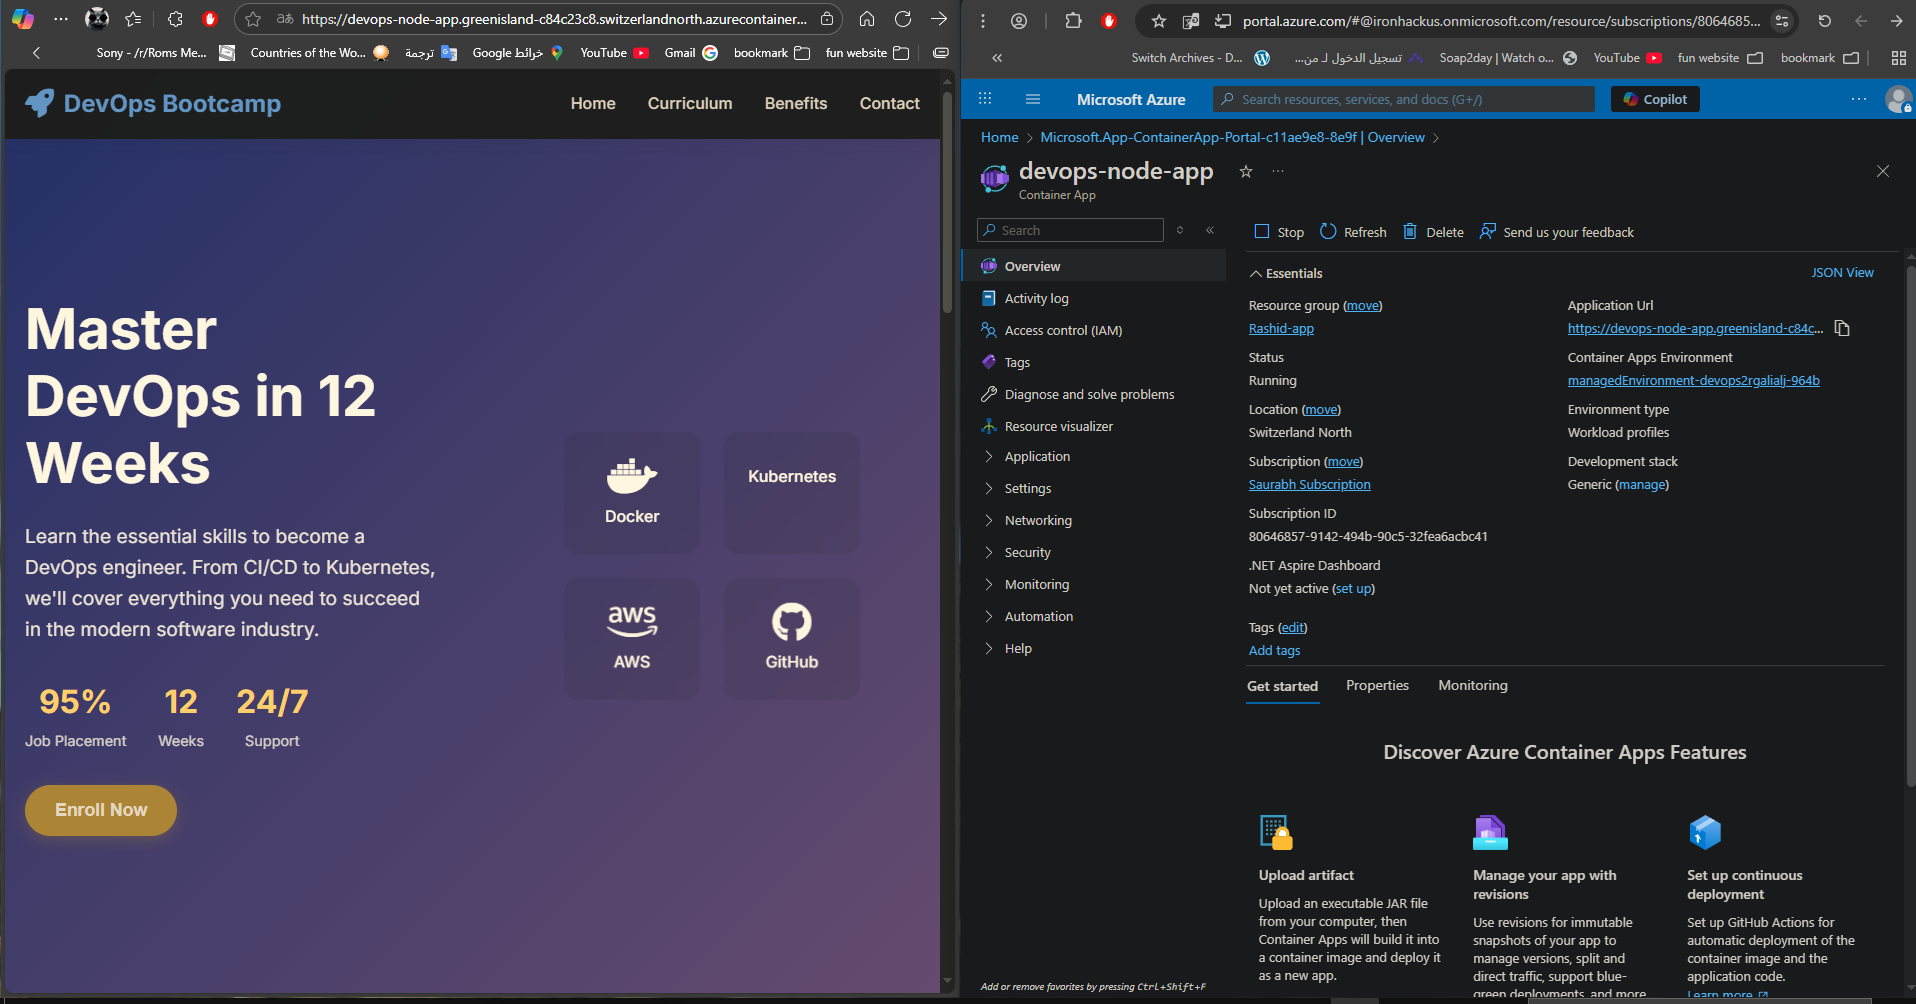 https://devops-node-app.greenisland-c84c23c8.switzerlandnorth.azurecontainer...
Sony - /r/Roms Me...
Countries of the Wo...
ترجمة
خرائط Google
YouTube
Gmail
bookmark
fun website
DevOps Bootcamp
Home
Curriculum
Benefits
Contact
Master
DevOps in 12
Weeks
Learn the essential skills to become a
DevOps engineer. From CI/CD to Kubernetes,
we'll cover everything you need to succeed
in the modern software industry.
95%
Job Placement
12
Weeks
24/7
Support
Enroll Now
Docker
Kubernetes
aws
AWS
GitHub
portal.azure.com/#@ironhackus.onmicrosoft.com/resource/subscriptions/8064685...
Switch Archives - D...
تسجيل الدخول لـ من...
Soap2day | Watch o...
YouTube
fun website
bookmark
Microsoft Azure
Search resources, services, and docs (G+/)
Copilot
Home > Microsoft.App-ContainerApp-Portal-c11ae9e8-8e9f | Overview >
devops-node-app
Container App
Search
Overview
Activity log
Access control (IAM)
Tags
Diagnose and solve problems
Resource visualizer
Application
Settings
Networking
Security
Monitoring
Automation
Help
Add or remove favorites by pressing Ctrl+Shift+F
Stop
Refresh
Delete
Send us your feedback
Essentials
JSON View
Resource group (move)
Rashid-app
Status
Running
Location (move)
Switzerland North
Subscription (move)
Saurabh Subscription
Subscription ID
80646857-9142-494b-90c5-32fea6acbc41
.NET Aspire Dashboard
Not yet active (set up)
Application Url
https://devops-node-app.greenisland-c84c...
Container Apps Environment
managedEnvironment-devops2rgalialj-964b
Environment type
Workload profiles
Development stack
Generic (manage)
Tags (edit)
Add tags
Get started
Properties
Monitoring
Discover Azure Container Apps Features
Upload artifact
Upload an executable JAR file
from your computer, then
Container Apps will build it into
a container image and deploy it
as a new app.
Manage your app with
revisions
Use revisions for immutable
snapshots of your app to
manage versions, split and
direct traffic, support blue-
green deployments, and more
Set up continuous
deployment
Set up GitHub Actions for
automatic deployment of the
container image and the
application code.
Learn more